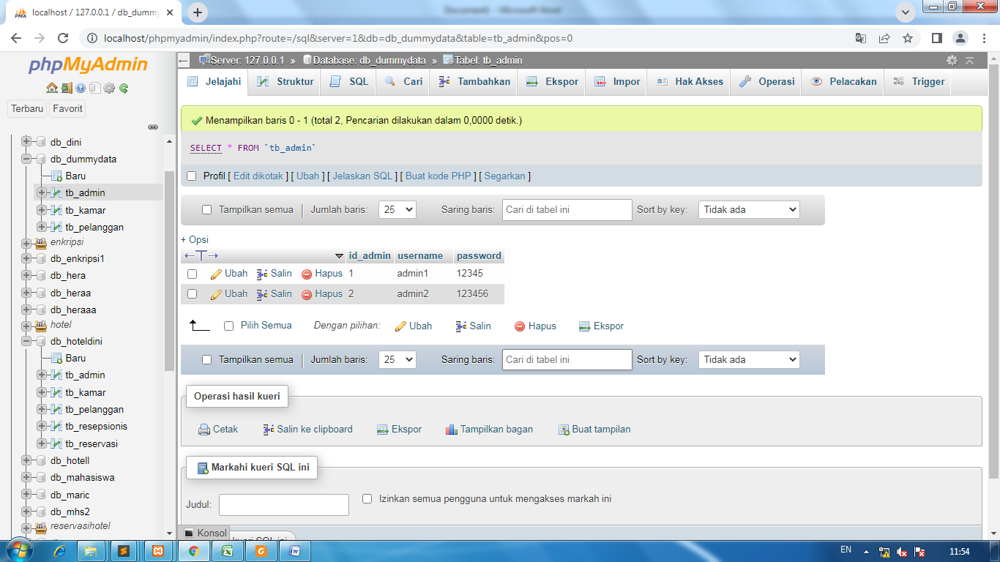 localhost / 127.0.0.1 / db_dumm
localhost/phpmyadmin/index.php?route=/sql&server=1&db=db_dummydata&table=tb_admin&pos=0
phpMyAdmin
Terbaru Favorit
db_dini
db_dummydata
Baru
tb_admin
tb_kamar
tb_pelanggan
enkripsi
db_enkripsi1
db_hera
db_heraa
db_heraaa
hotel
db_hoteldini
Baru
tb_admin
tb_kamar
tb_pelanggan
tb_resepsionis
tb_reservasi
db_hotell
db_mahasiswa
db_maric
db_mhs2
reservasihotel
Server: 127.0.0.1 » Database: db_dummydata » Tabel: tb_admin
Jelajahi Struktur SQL Cari Tambahkan Ekspor Impor Hak Akses Operasi Pelacakan Trigger
Menampilkan baris 0 - 1 (total 2, Pencarian dilakukan dalam 0,0000 detik.)
SELECT * FROM `tb_admin`
Profil [ Edit dikotak ] [ Ubah ] [ Jelaskan SQL ] [ Buat kode PHP ] [ Segarkan ]
Tampilkan semua Jumlah baris: 25 Saring baris: Cari di tabel ini Sort by key: Tidak ada
+ Opsi
id_admin username password
Ubah Salin Hapus 1 admin1 12345
Ubah Salin Hapus 2 admin2 123456
Pilih Semua Dengan pilihan: Ubah Salin Hapus Ekspor
Tampilkan semua Jumlah baris: 25 Saring baris: Cari di tabel ini Sort by key: Tidak ada
Operasi hasil kueri
Cetak Salin ke clipboard Ekspor Tampilkan bagan Buat tampilan
Markahi kueri SQL ini
Judul: Izinkan semua pengguna untuk mengakses markah ini
Konsol kueri SQL ini
EN 11:54